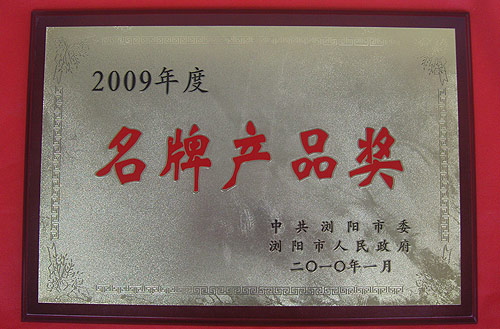 2009年度
名牌产品奖
中共浏阳市委
浏阳市人民政府
二〇一〇年一月